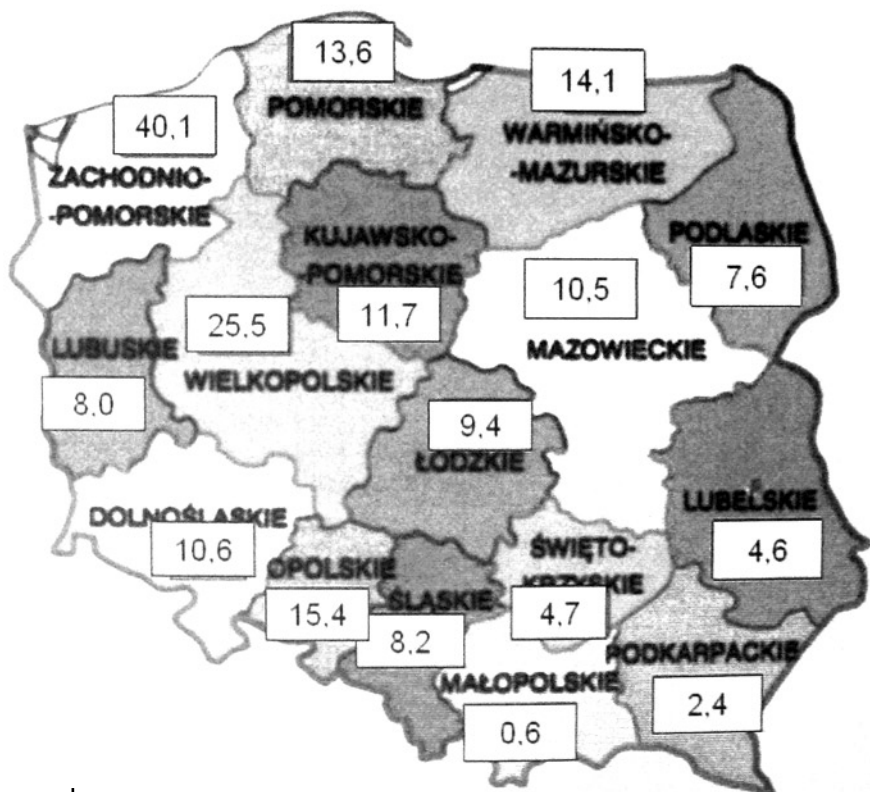 13,6
POMORSKIE
14,1
WARMIŃSKO-
-MAZURSKIE
40,1
ZACHODNIO-
-POMORSKIE
KUJAWSKO-
-POMORSKIE
11,7
PODLASKIE
7,6
10,5
MAZOWIECKIE
25,5
WIELKOPOLSKIE
LUBUSKIE
8,0
9,4
ŁÓDZKIE
LUBELSKIE
4,6
DOLNOŚLĄSKIE
10,6
OPOLSKIE
15,4
ŚLĄSKIE
8,2
ŚWIĘTO-
KRZYSKIE
4,7
MAŁOPOLSKIE
0,6
PODKARPACKIE
2,4